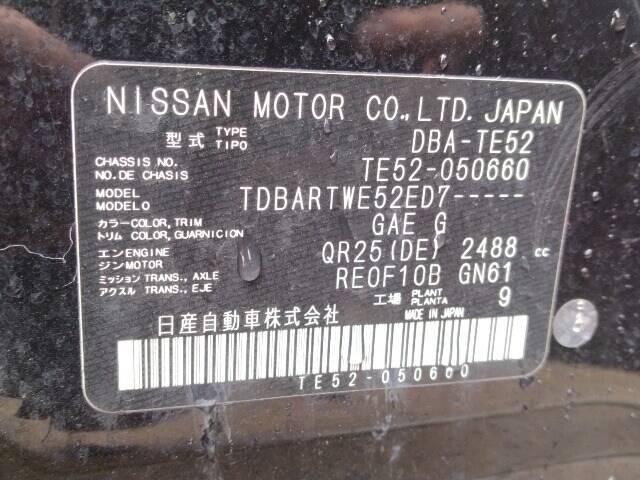 NISSAN MOTOR CO.,LTD. JAPAN
型式 TYPE TIPO DBA-TE52
CHASSIS NO. NO.DE CHASIS TE52-050660
MODEL MODELO TDBARTWE52ED7-----
カラー COLOR, TRIM トリム COLOR, GUARNICION GAE G
エンジン ENGINE MOTOR QR25(DE) 2488 cc
ミッション TRANS., AXLE アクスル TRANS., EJE RE0F10B GN61
工場 PLANT PLANTA 9
日産自動車株式会社 MADE IN JAPAN
TE52-050660